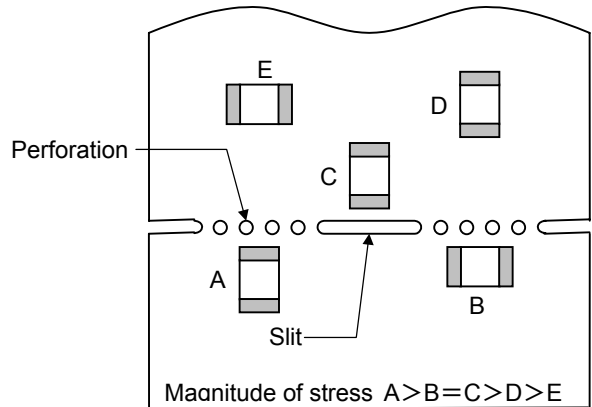 E
D
Perforation
C
A
B
Slit
Magnitude of stress A＞B＝C＞D＞E